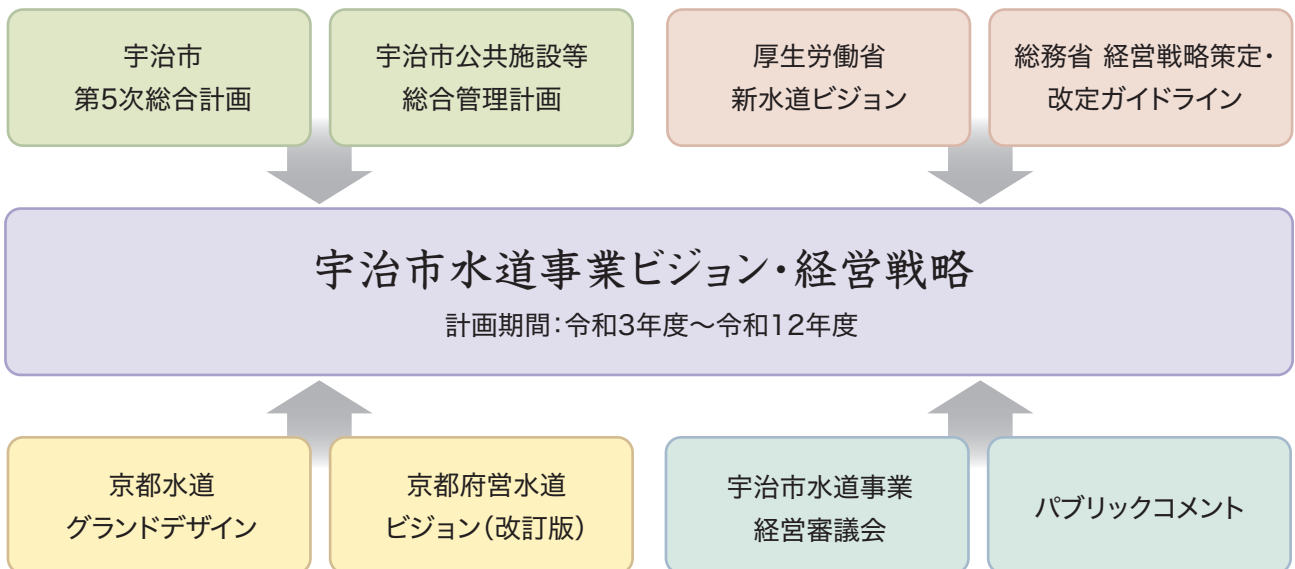 宇治市
第5次総合計画
宇治市公共施設等
総合管理計画
厚生労働省
新水道ビジョン
総務省 経営戦略策定・
改定ガイドライン
宇治市水道事業ビジョン・経営戦略
計画期間:令和3年度～令和12年度
京都水道
グランドデザイン
京都府営水道
ビジョン(改訂版)
宇治市水道事業
経営審議会
パブリックコメント